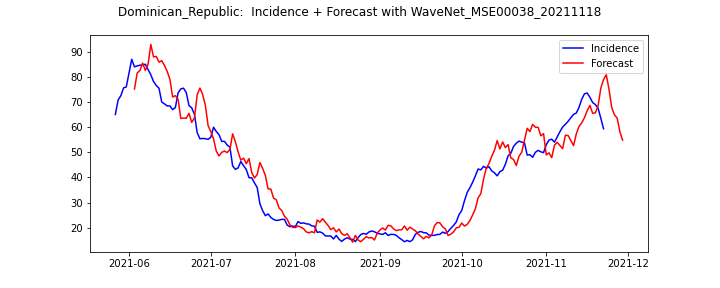 Dominican_Republic:  Incidence + Forecast with WaveNet_MSE00038_20211118
Incidence
Forecast
90
80
70
60
50
40
30
20
2021-06 2021-07 2021-08 2021-09 2021-10 2021-11 2021-12